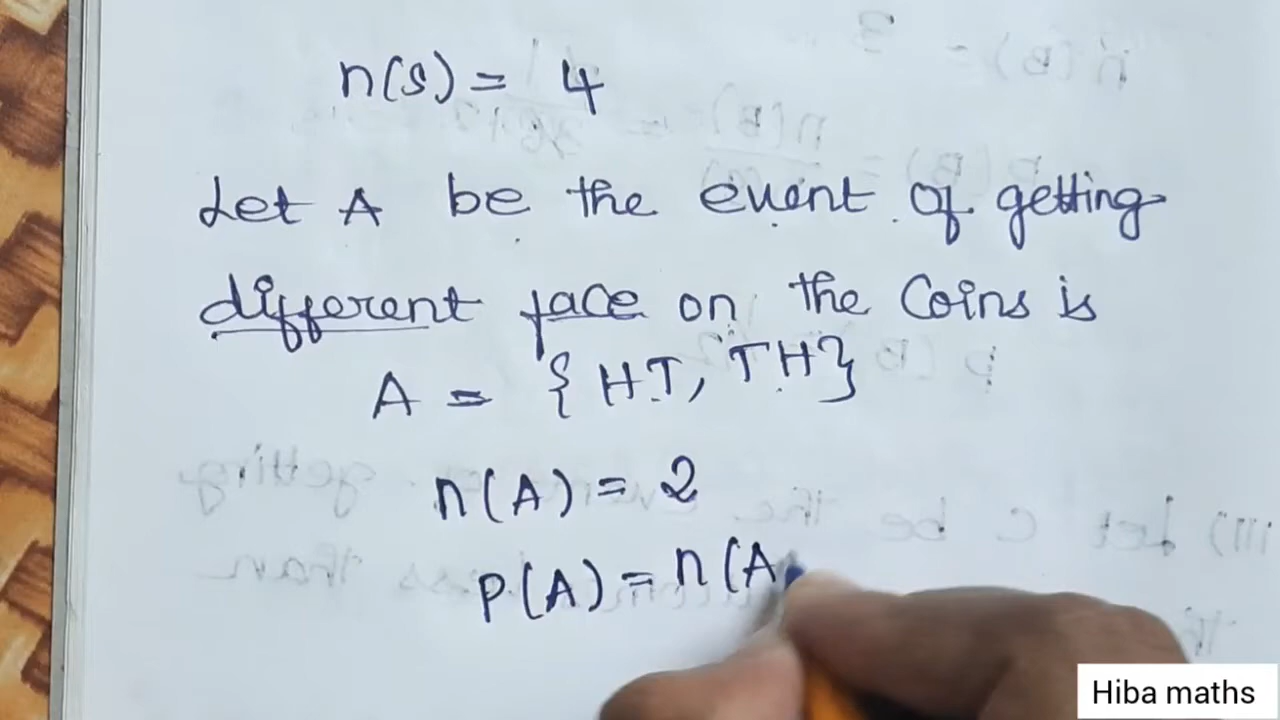 n(s) = 4
Let A be the event of getting
different face on the Coins is
A = {HT, TH}
n(A) = 2
P(A) = n(A
Hiba maths